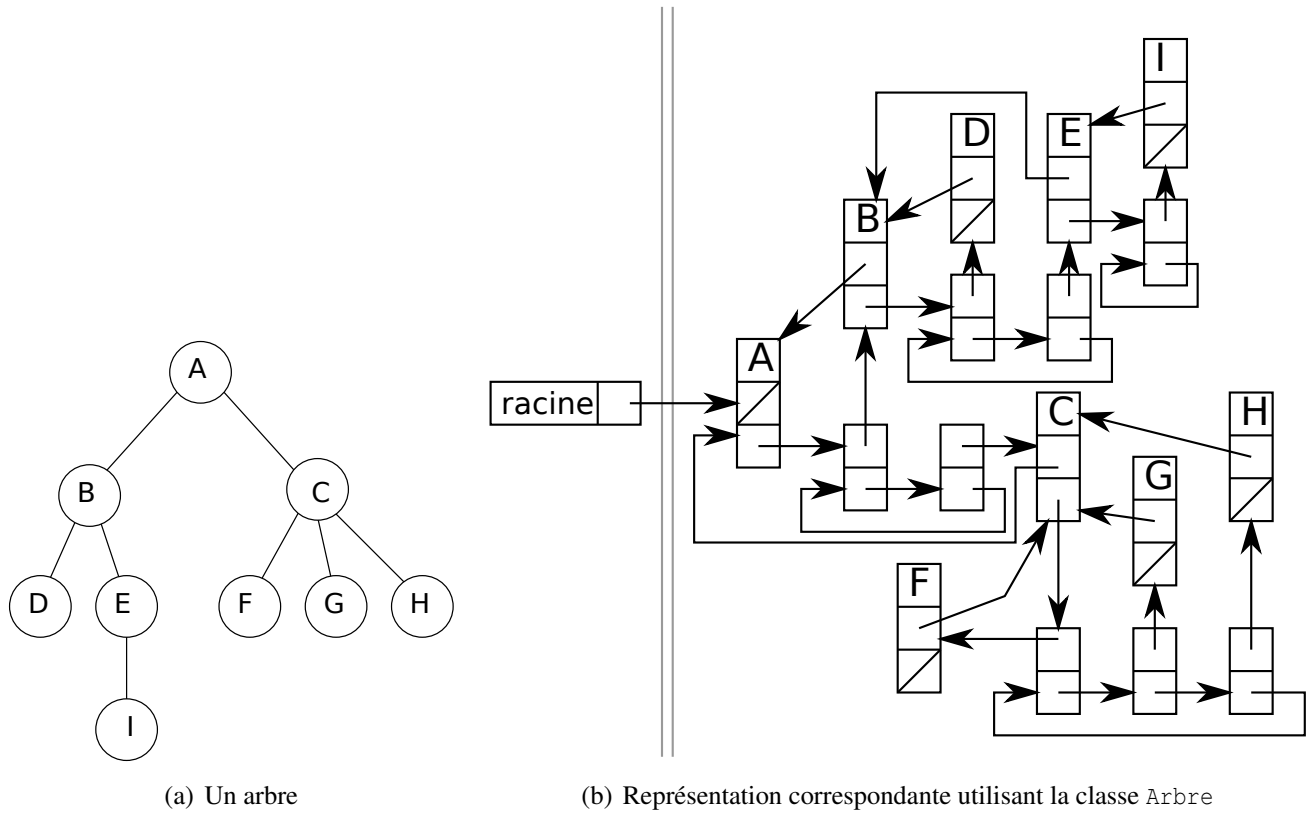 A
B
C
D
E
F
G
H
I
(a) Un arbre
I
D
E
B
A
racine
C
H
G
F
(b) Représentation correspondante utilisant la classe Arbre